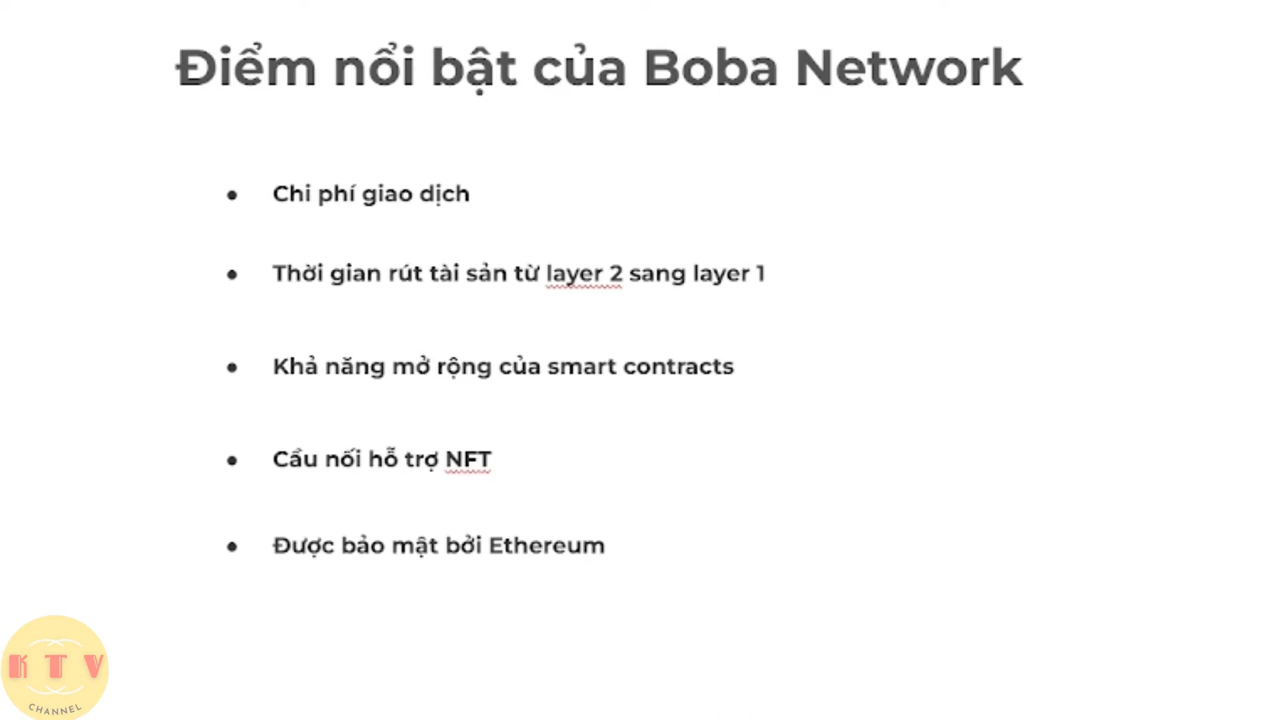 Điểm nổi bật của Boba Network
● Chi phí giao dịch
● Thời gian rút tài sản từ layer 2 sang layer 1
● Khả năng mở rộng của smart contracts
● Cầu nối hỗ trợ NFT
● Được bảo mật bởi Ethereum
KTV
CHANNEL